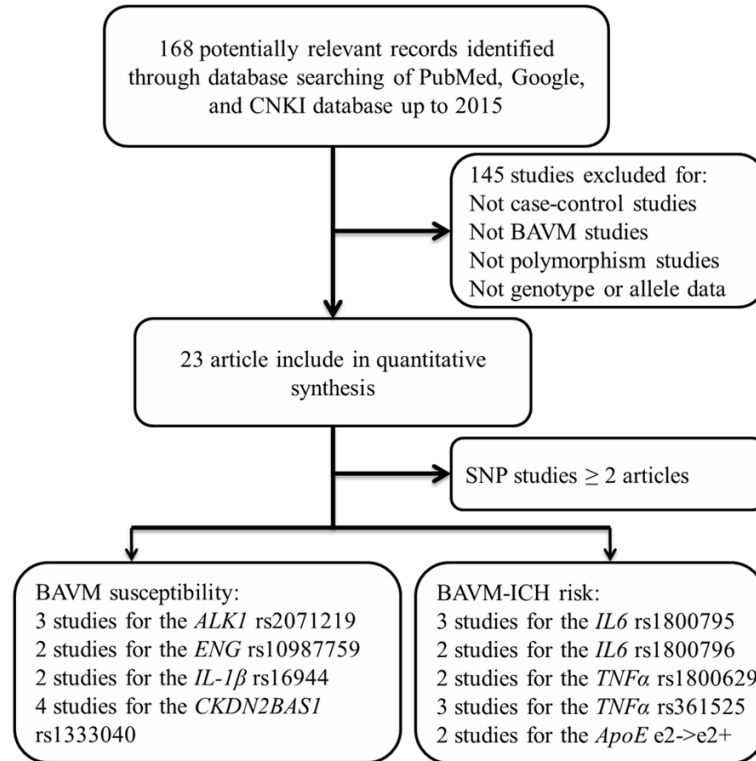 168 potentially relevant records identified
through database searching of PubMed, Google,
and CNKI database up to 2015
145 studies excluded for:
Not case-control studies
Not BAVM studies
Not polymorphism studies
Not genotype or allele data
23 article include in quantitative
synthesis
SNP studies ≥ 2 articles
BAVM susceptibility:
3 studies for the ALK1 rs2071219
2 studies for the ENG rs10987759
2 studies for the IL-1β rs16944
4 studies for the CKDN2BAS1
rs1333040
BAVM-ICH risk:
3 studies for the IL6 rs1800795
2 studies for the IL6 rs1800796
2 studies for the TNFα rs1800629
3 studies for the TNFα rs361525
2 studies for the ApoE e2->e2+